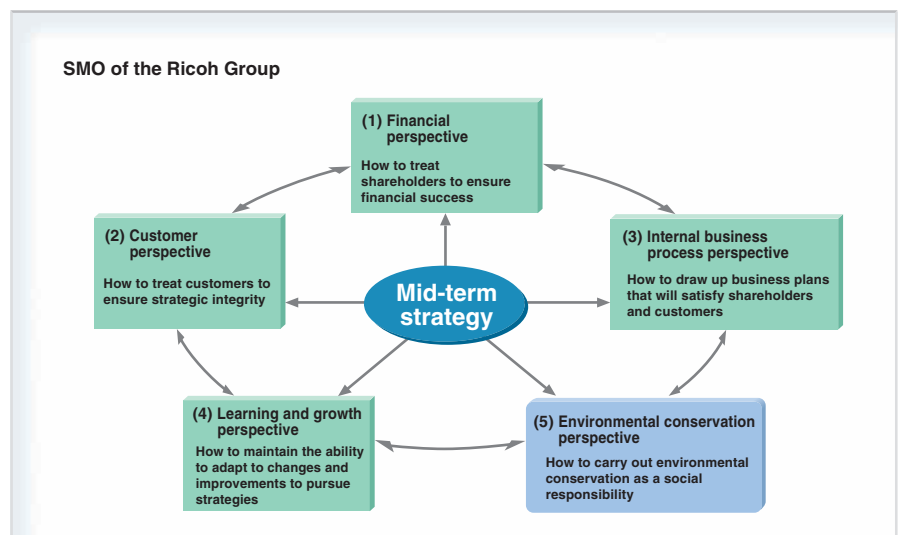 SMO of the Ricoh Group
(1) Financial
perspective
How to treat
shareholders to ensure
financial success
(2) Customer
perspective
How to treat customers to
ensure strategic integrity
(3) Internal business
process perspective
How to draw up business plans
that will satisfy shareholders
and customers
Mid-term
strategy
(4) Learning and growth
perspective
How to maintain the ability
to adapt to changes and
improvements to pursue
strategies
(5) Environmental conservation
perspective
How to carry out environmental
conservation as a social
responsibility